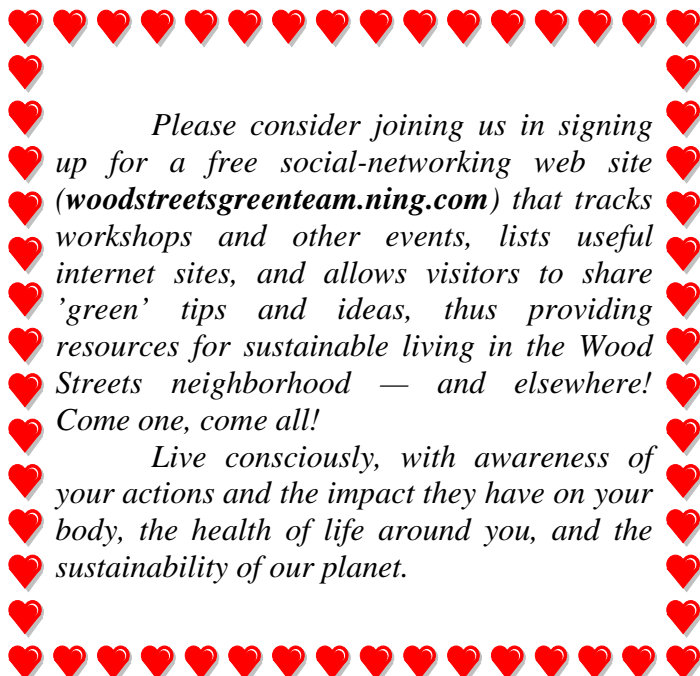 Please consider joining us in signing
up for a free social-networking web site
(woodstreetsgreenteam.ning.com) that tracks
workshops and other events, lists useful
internet sites, and allows visitors to share
’green’ tips and ideas, thus providing
resources for sustainable living in the Wood
Streets neighborhood — and elsewhere!
Come one, come all!
Live consciously, with awareness of
your actions and the impact they have on your
body, the health of life around you, and the
sustainability of our planet.